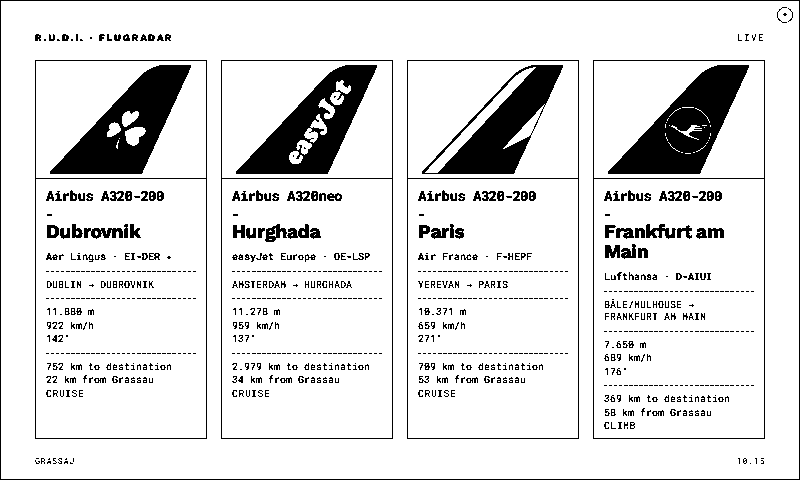 R.U.D.I. · FLUGRADAR
LIVE
easyJet
Airbus A320-200
-
Dubrovnik
Aer Lingus · EI-DER ✦
DUBLIN → DUBROVNIK
11.880 m
922 km/h
142°
752 km to destination
22 km from Grassau
CRUISE
Airbus A320neo
-
Hurghada
easyJet Europe · OE-LSP
AMSTERDAM → HURGHADA
11.278 m
959 km/h
137°
2.979 km to destination
34 km from Grassau
CRUISE
Airbus A320-200
-
Paris
Air France · F-HEPF
YEREVAN → PARIS
10.371 m
659 km/h
271°
709 km to destination
53 km from Grassau
CRUISE
Airbus A320-200
-
Frankfurt am
Main
Lufthansa · D-AIUI
BÂLE/MULHOUSE →
FRANKFURT AM MAIN
7.650 m
689 km/h
176°
369 km to destination
58 km from Grassau
CLIMB
GRASSAU
10.15